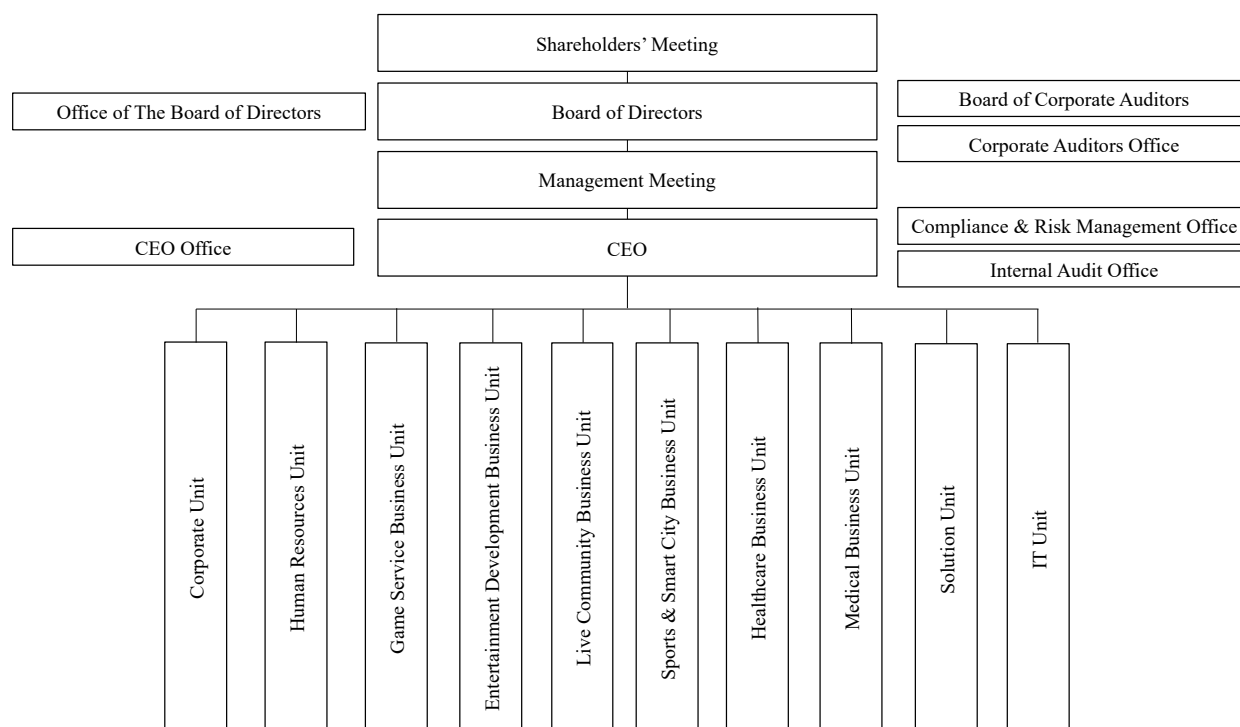 Shareholders’ Meeting
Office of The Board of Directors
Board of Directors
Board of Corporate Auditors
Corporate Auditors Office
Management Meeting
CEO Office
CEO
Compliance & Risk Management Office
Internal Audit Office
Corporate Unit
Human Resources Unit
Game Service Business Unit
Entertainment Development Business Unit
Live Community Business Unit
Sports & Smart City Business Unit
Healthcare Business Unit
Medical Business Unit
Solution Unit
IT Unit